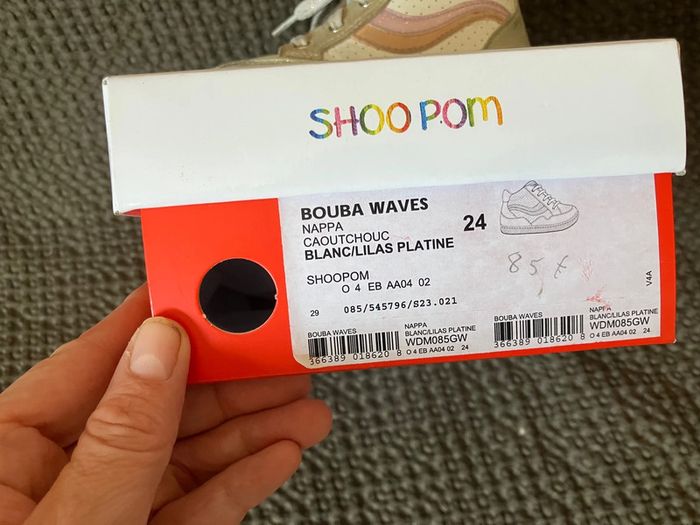 SHOO POM
BOUBA WAVES
NAPPA
CAOUTCHOUC
BLANC/LILAS PLATINE
24
SHOOPOM
O 4 EB AA04 02
29 085/545796/S23.021
85 €
V4A
BOUBA WAVES
NAPPA
BLANC/LILAS PLATINE
WDM085GW
366389 018620 8 O 4 EB AA04 02 24
BOUBA WAVES
NAPPA
BLANC/LILAS PLATINE
WDM085GW
366389 018620 8 O 4 EB AA04 02 24